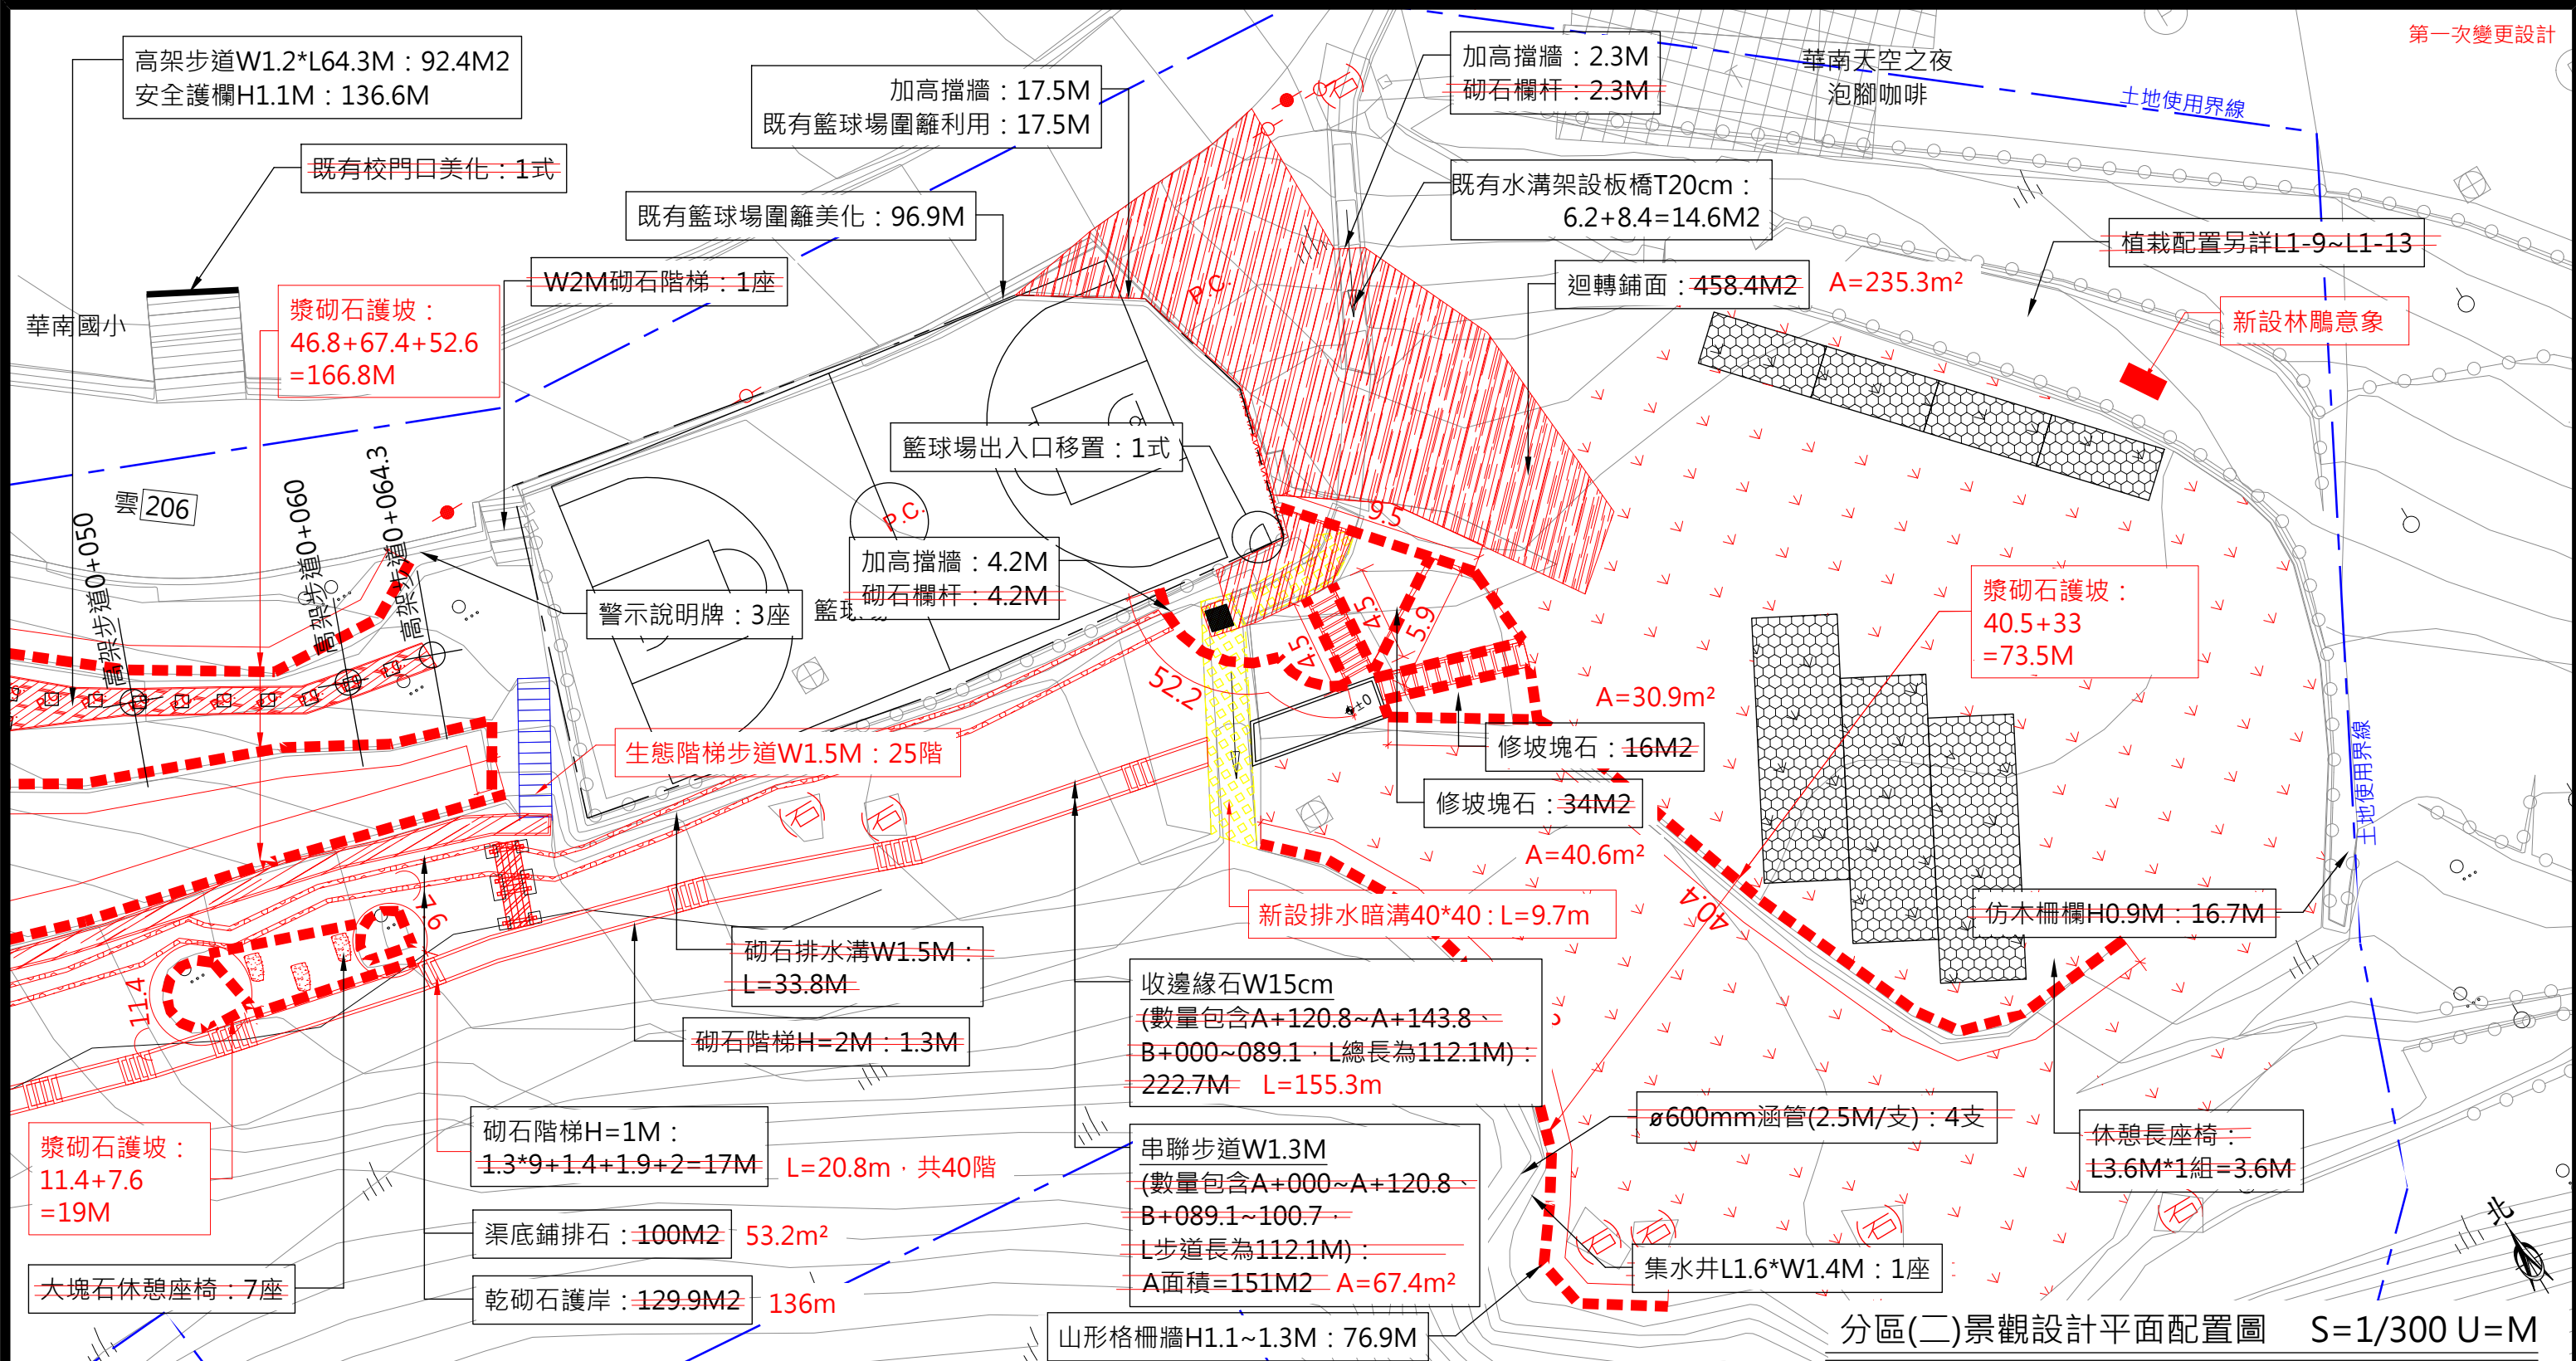 第一次變更設計
高架步道W1.2*L64.3M：92.4M2
安全護欄H1.1M：136.6M
既有校門口美化：1式
加高擋牆：17.5M
既有籃球場圍籬利用：17.5M
既有籃球場圍籬美化：96.9M
W2M砌石階梯：1座
加高擋牆：2.3M
砌石欄杆：2.3M
華南天空之夜
泡腳咖啡
土地使用界線
既有水溝架設板橋T20cm：
6.2+8.4=14.6M2
植栽配置另詳L1-9~L1-13
迴轉鋪面：458.4M2 A=235.3m²
新設林鵰意象
華南國小
漿砌石護坡：
46.8+67.4+52.6
=166.8M
P.C.
籃球場出入口移置：1式
雲 206
高架步道0+050
高架步道0+060
高架步道0+064.3
P.C.
加高擋牆：4.2M
砌石欄杆：4.2M
警示說明牌：3座
9.5
4.5
4.5
5.9
52.2
±0
漿砌石護坡：
40.5+33
=73.5M
A=30.9m²
修坡塊石：16M2
修坡塊石：34M2
A=40.6m²
土地使用界線
生態階梯步道W1.5M：25階
石
石
石
新設排水暗溝40*40 : L=9.7m
40.4
仿木柵欄H0.9M：16.7M
7.6
11.4
砌石排水溝W1.5M：
L=33.8M
砌石階梯H=2M：1.3M
收邊緣石W15cm
(數量包含A+120.8~A+143.8、
B+000~089.1，L總長為112.1M)：
222.7M L=155.3m
ø600mm涵管(2.5M/支)：4支
休憩長座椅：
L3.6M*1組=3.6M
漿砌石護坡：
11.4+7.6
=19M
砌石階梯H=1M：
1.3*9+1.4+1.9+2=17M L=20.8m，共40階
串聯步道W1.3M
(數量包含A+000~A+120.8、
B+089.1~100.7，
L步道長為112.1M)：
A面積=151M2 A=67.4m²
渠底鋪排石：100M2 53.2m²
大塊石休憩座椅：7座
乾砌石護岸：129.9M2 136m
石
石
石
石
集水井L1.6*W1.4M：1座
山形格柵牆H1.1~1.3M：76.9M
北
分區(二)景觀設計平面配置圖 S=1/300 U=M